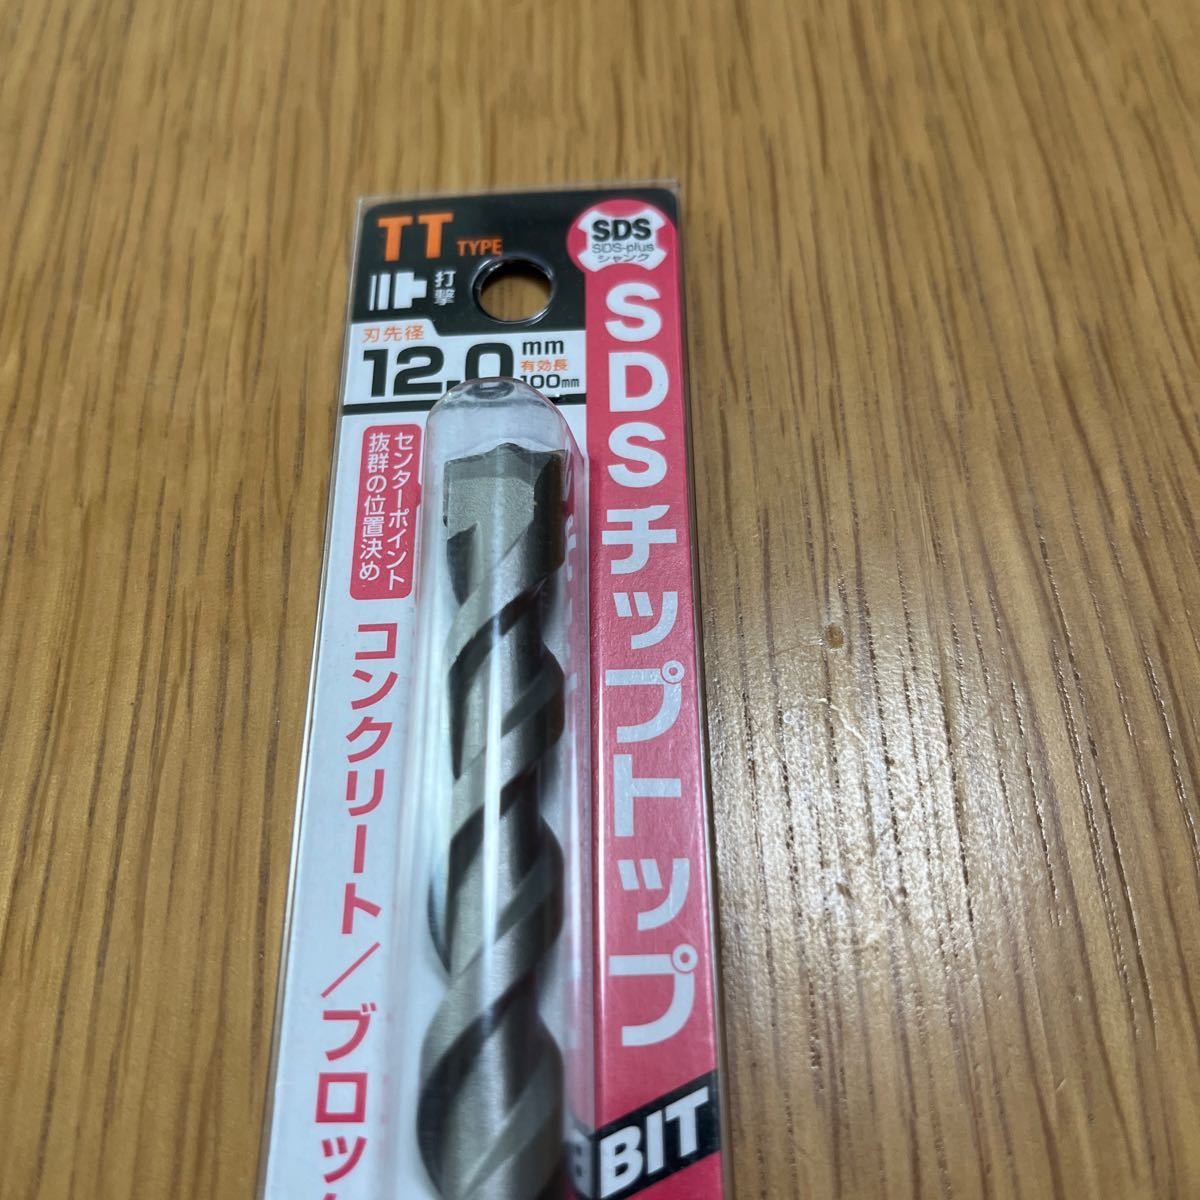 TT TYPE
打撃
刃先径
12.0 mm
有効長
100mm
センターポイント
抜群の位置決め
コンクリート/ブロッ
SDS
SDS-plus
シャンク
SDSチップトップ
BIT